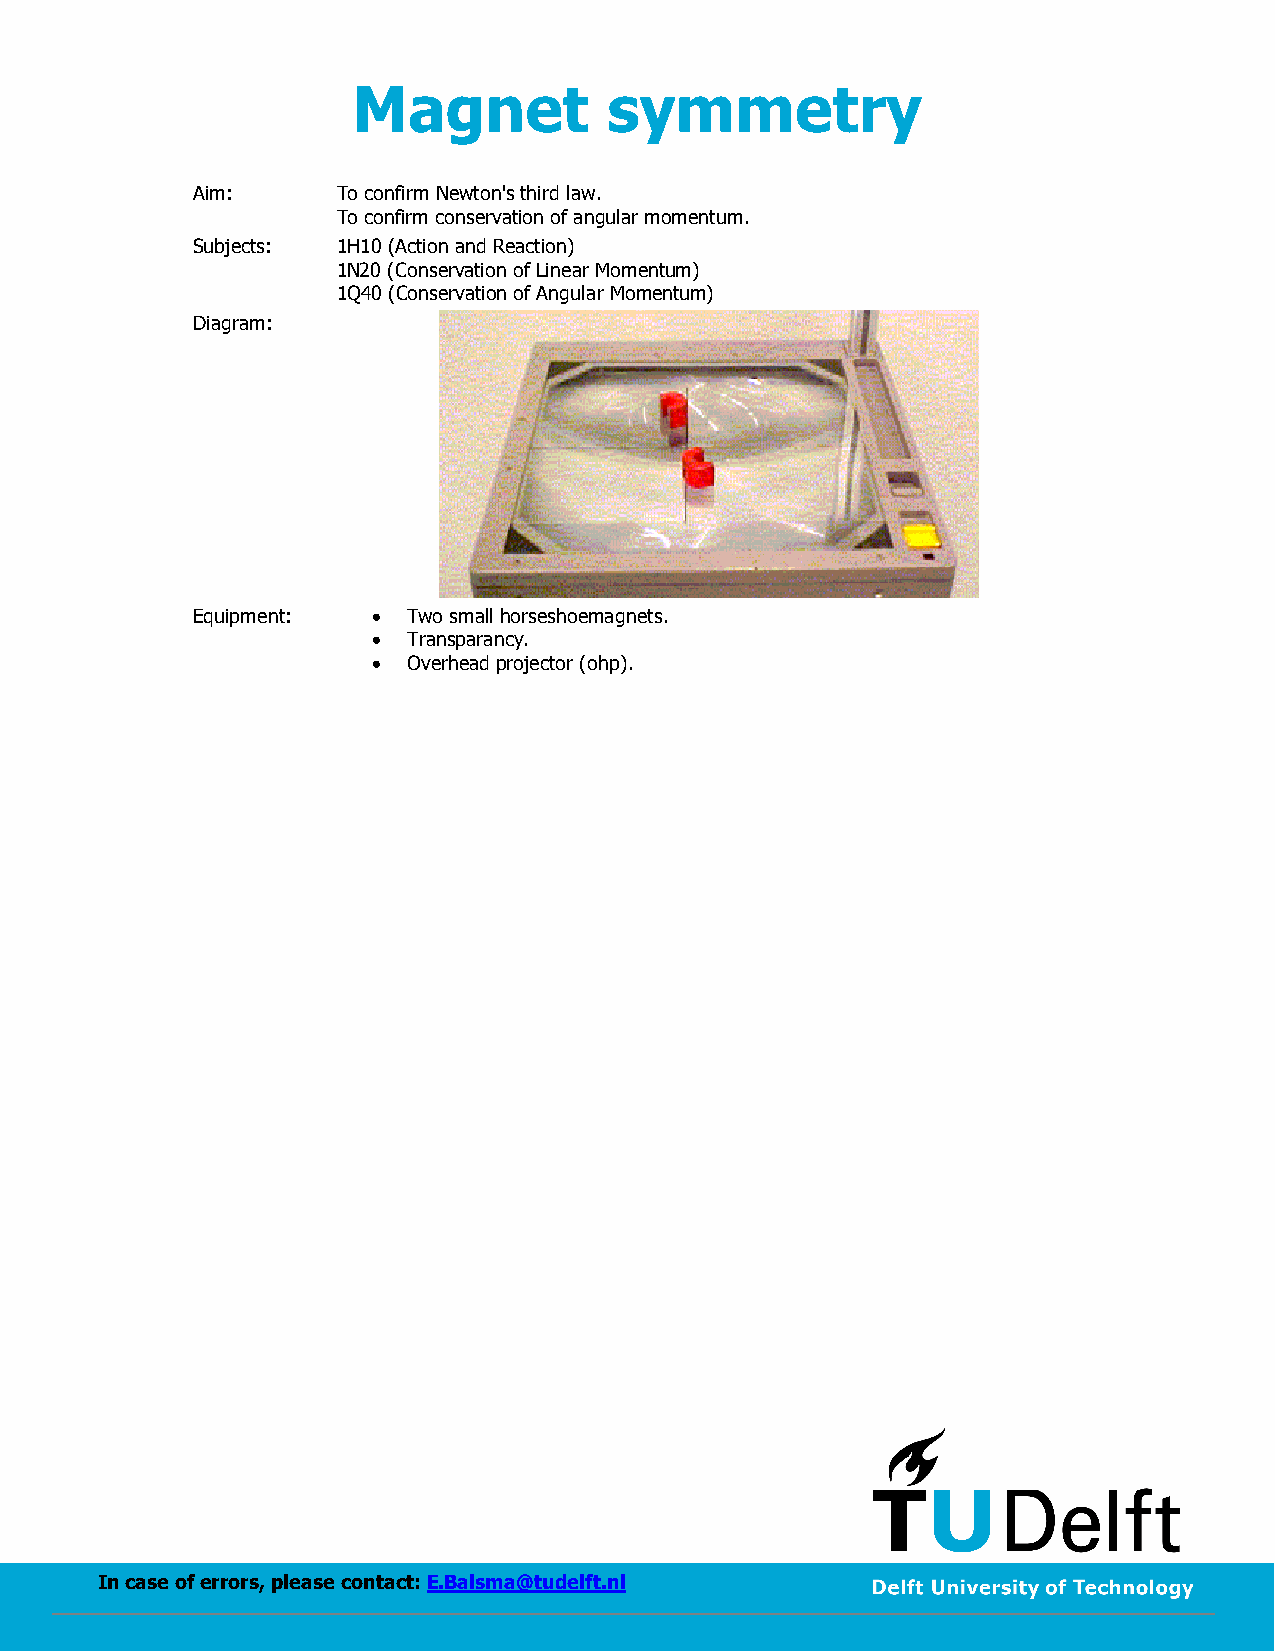 Magnet symmetry
Aim: To confirm Newton's third law.
To confirm conservation of angular momentum.
Subjects: 1H10 (Action and Reaction)
1N20 (Conservation of Linear Momentum)
1Q40 (Conservation of Angular Momentum)
Diagram:
Equipment: • Two small horseshoemagnets.
• Transparancy.
• Overhead projector (ohp).
TUDelft
In case of errors, please contact: E.Balsma@tudelft.nl
Delft University of Technology